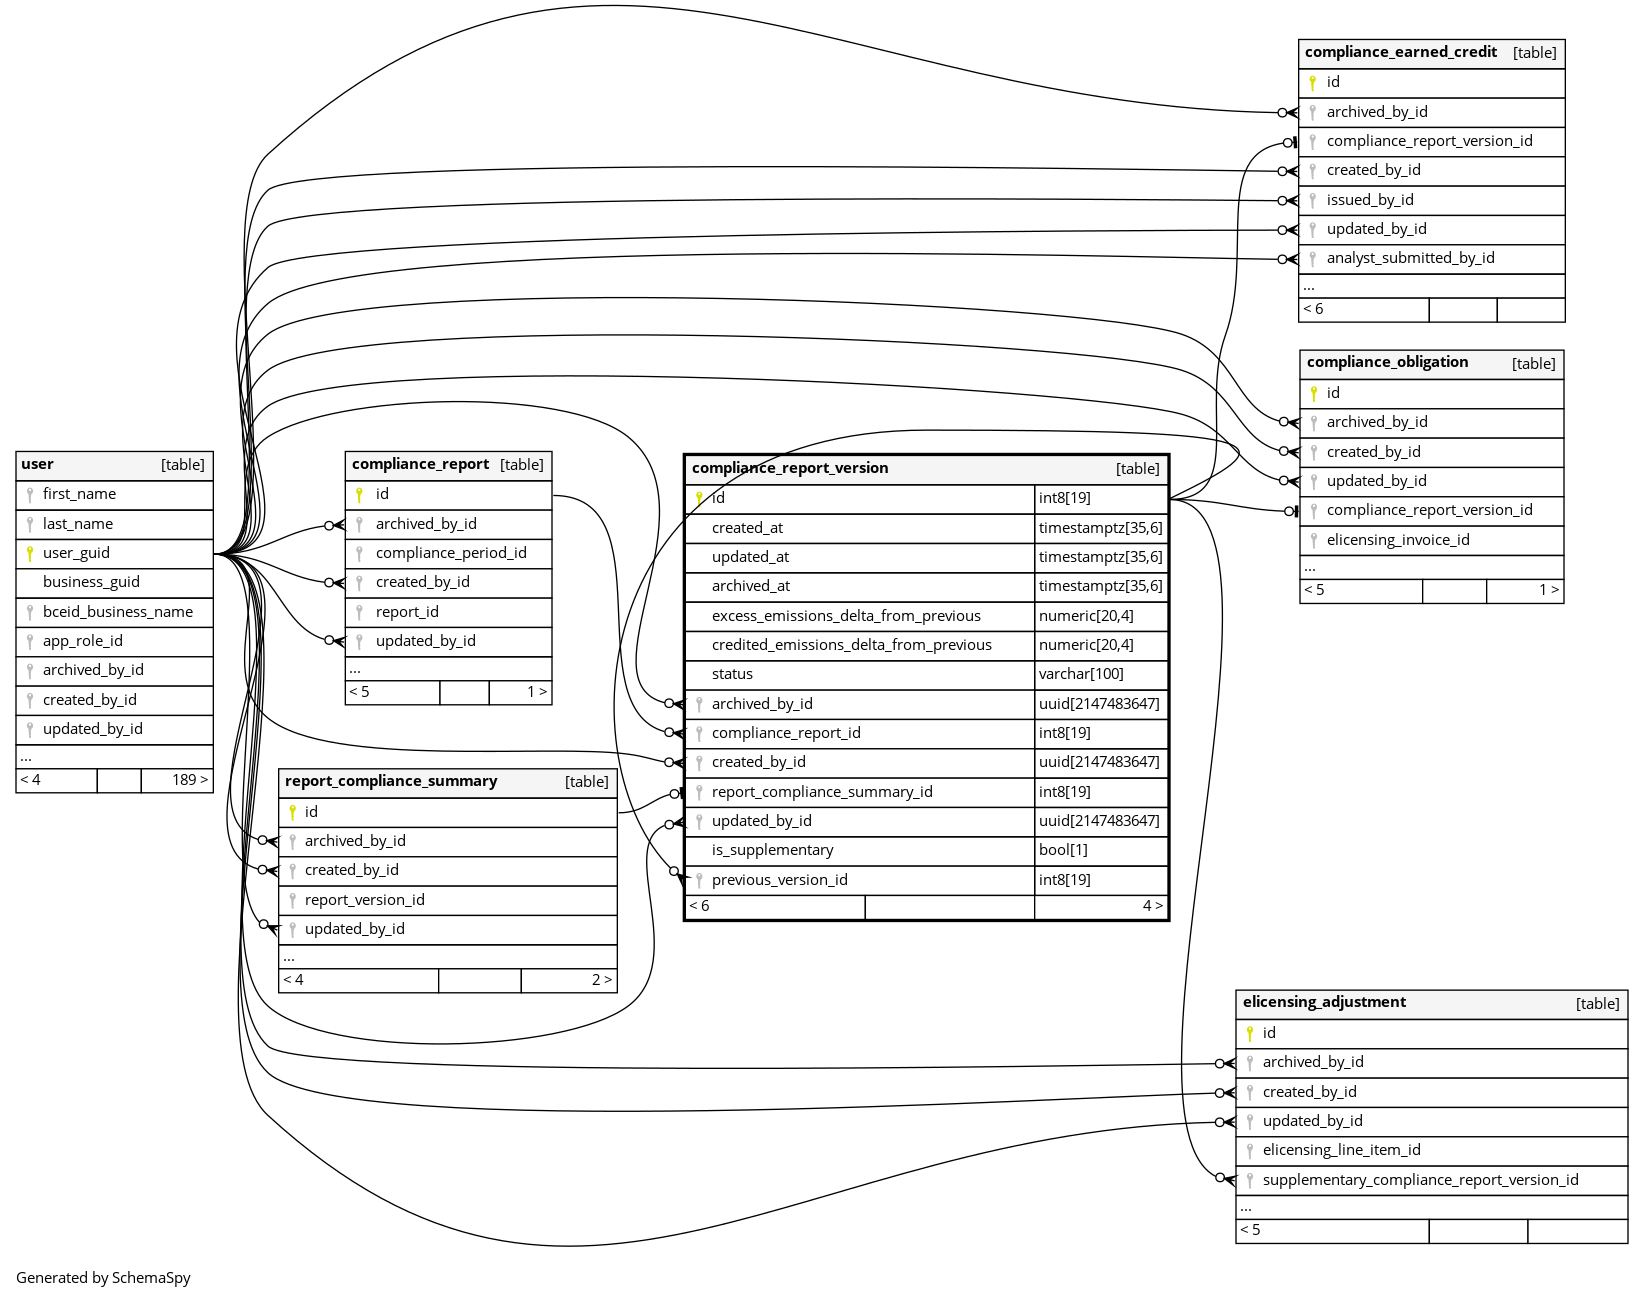 compliance_earned_credit [table]
id
archived_by_id
compliance_report_version_id
created_by_id
issued_by_id
updated_by_id
analyst_submitted_by_id
...
< 6
compliance_obligation [table]
id
archived_by_id
created_by_id
updated_by_id
compliance_report_version_id
elicensing_invoice_id
...
< 5 1 >
user [table]
first_name
last_name
user_guid
business_guid
bceid_business_name
app_role_id
archived_by_id
created_by_id
updated_by_id
...
< 4 189 >
compliance_report [table]
id
archived_by_id
compliance_period_id
created_by_id
report_id
updated_by_id
...
< 5 1 >
compliance_report_version [table]
id int8[19]
created_at timestamptz[35,6]
updated_at timestamptz[35,6]
archived_at timestamptz[35,6]
excess_emissions_delta_from_previous numeric[20,4]
credited_emissions_delta_from_previous numeric[20,4]
status varchar[100]
archived_by_id uuid[2147483647]
compliance_report_id int8[19]
created_by_id uuid[2147483647]
report_compliance_summary_id int8[19]
updated_by_id uuid[2147483647]
is_supplementary bool[1]
previous_version_id int8[19]
< 6 4 >
report_compliance_summary [table]
id
archived_by_id
created_by_id
report_version_id
updated_by_id
...
< 4 2 >
elicensing_adjustment [table]
id
archived_by_id
created_by_id
updated_by_id
elicensing_line_item_id
supplementary_compliance_report_version_id
...
< 5
Generated by SchemaSpy